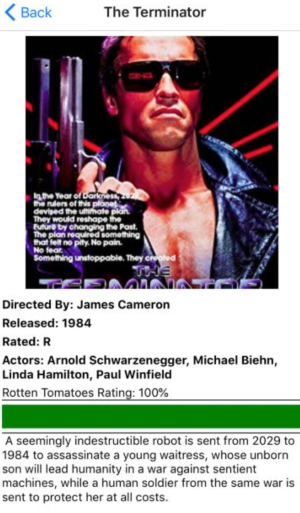 Back
The Terminator
In the Year of Darkness, 2029,
the rulers of this planet
devised the ultimate plan.
They would reshape the
Future by changing the Past.
The plan required something
that felt no pity. No pain.
No fear.
Something unstoppable. They created
THE
TERMINATOR
Directed By: James Cameron
Released: 1984
Rated: R
Actors: Arnold Schwarzenegger, Michael Biehn,
Linda Hamilton, Paul Winfield
Rotten Tomatoes Rating: 100%
A seemingly indestructible robot is sent from 2029 to
1984 to assassinate a young waitress, whose unborn
son will lead humanity in a war against sentient
machines, while a human soldier from the same war is
sent to protect her at all costs.